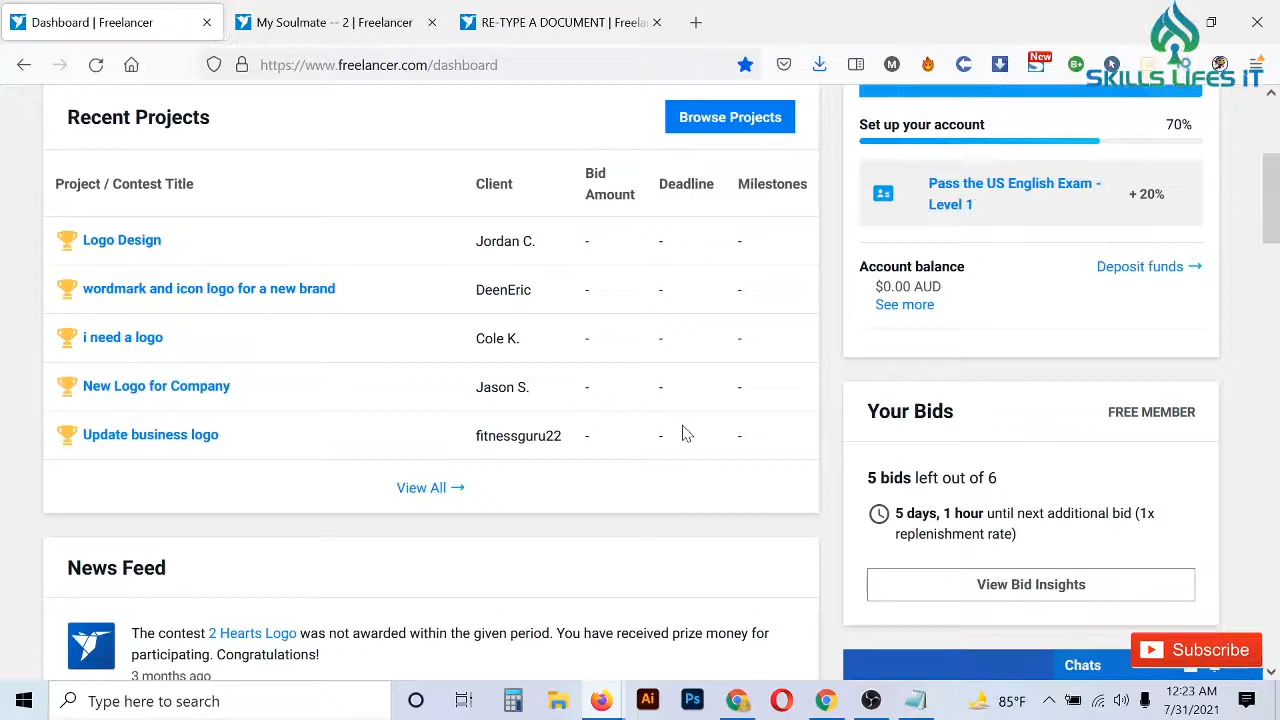 Dashboard | Freelancer
My Soulmate -- 2 | Freelancer
RE-TYPE A DOCUMENT | Freelan
https://www.freelancer.com/dashboard
New
SKILLS LIFES IT
Recent Projects
Browse Projects
Project / Contest Title
Client
Bid
Amount
Deadline
Milestones
Logo Design
Jordan C.
-
-
-
wordmark and icon logo for a new brand
DeenEric
-
-
-
i need a logo
Cole K.
-
-
-
New Logo for Company
Jason S.
-
-
-
Update business logo
fitnessguru22
-
-
-
View All →
News Feed
The contest 2 Hearts Logo was not awarded within the given period. You have received prize money for
participating. Congratulations!
3 months ago
Set up your account
70%
Pass the US English Exam -
Level 1
+ 20%
Account balance
Deposit funds →
$0.00 AUD
See more
Your Bids
FREE MEMBER
5 bids left out of 6
5 days, 1 hour until next additional bid (1x
replenishment rate)
View Bid Insights
Chats
Subscribe
Type here to search
Ai
Ps
85°F
12:23 AM
7/31/2021